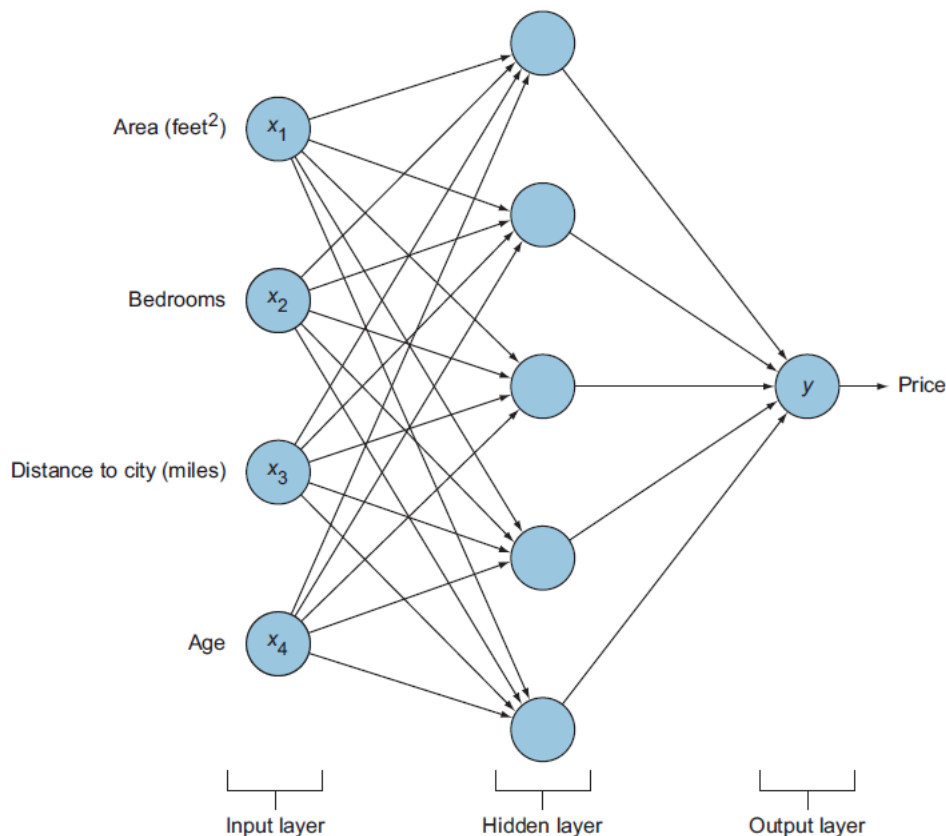 Area (feet²)
x₁
Bedrooms
x₂
Distance to city (miles)
x₃
Age
x₄
y
Price
Input layer
Hidden layer
Output layer